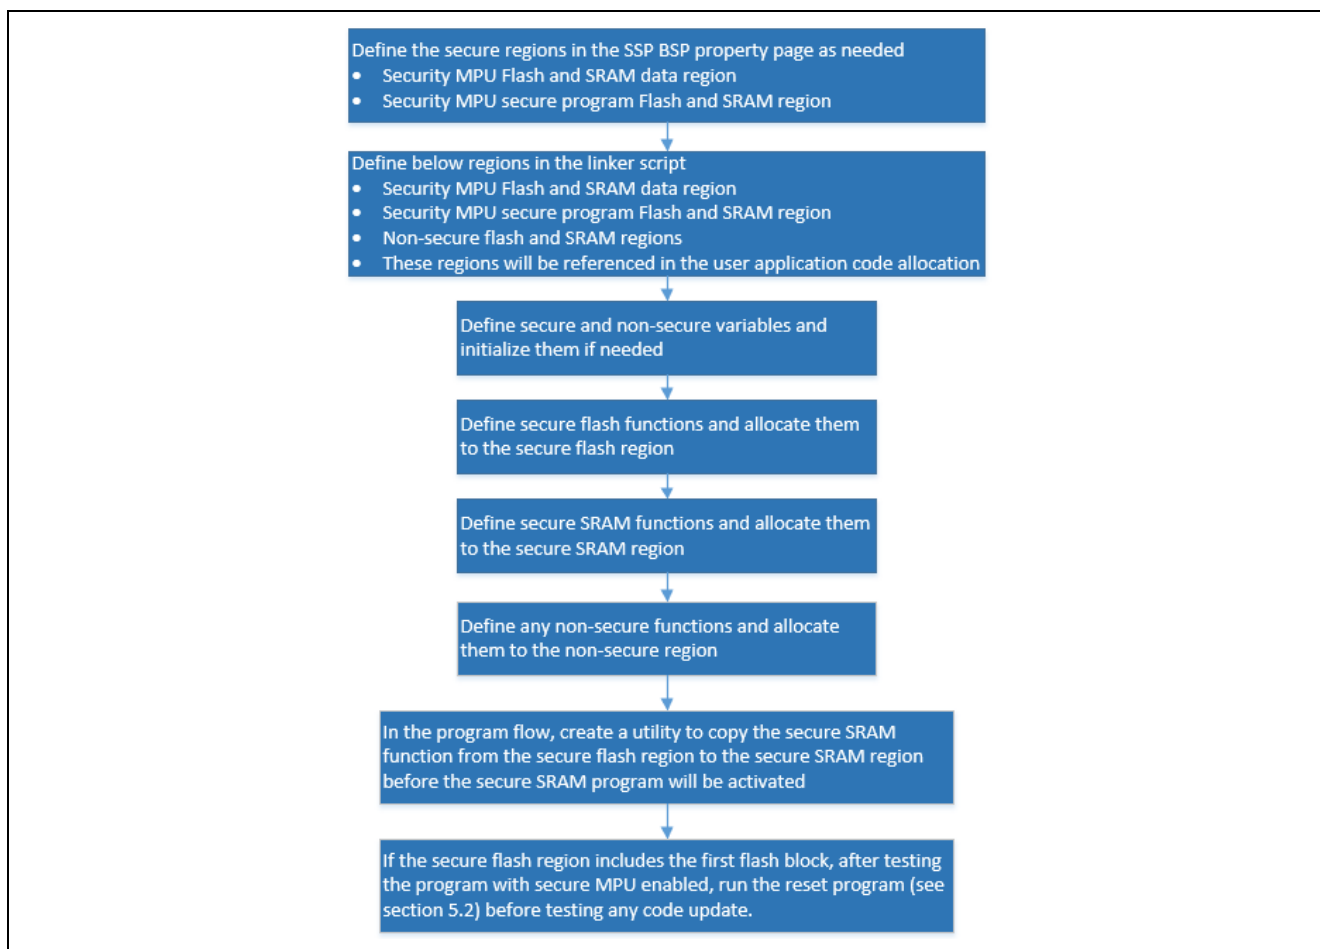 Define the secure regions in the SSP BSP property page as needed
• Security MPU Flash and SRAM data region
• Security MPU secure program Flash and SRAM region
Define below regions in the linker script
• Security MPU Flash and SRAM data region
• Security MPU secure program Flash and SRAM region
• Non-secure flash and SRAM regions
• These regions will be referenced in the user application code allocation
Define secure and non-secure variables and
initialize them if needed
Define secure flash functions and allocate them
to the secure flash region
Define secure SRAM functions and allocate them
to the secure SRAM region
Define any non-secure functions and allocate
them to the non-secure region
In the program flow, create a utility to copy the secure SRAM
function from the secure flash region to the secure SRAM region
before the secure SRAM program will be activated
If the secure flash region includes the first flash block, after testing
the program with secure MPU enabled, run the reset program (see
section 5.2) before testing any code update.